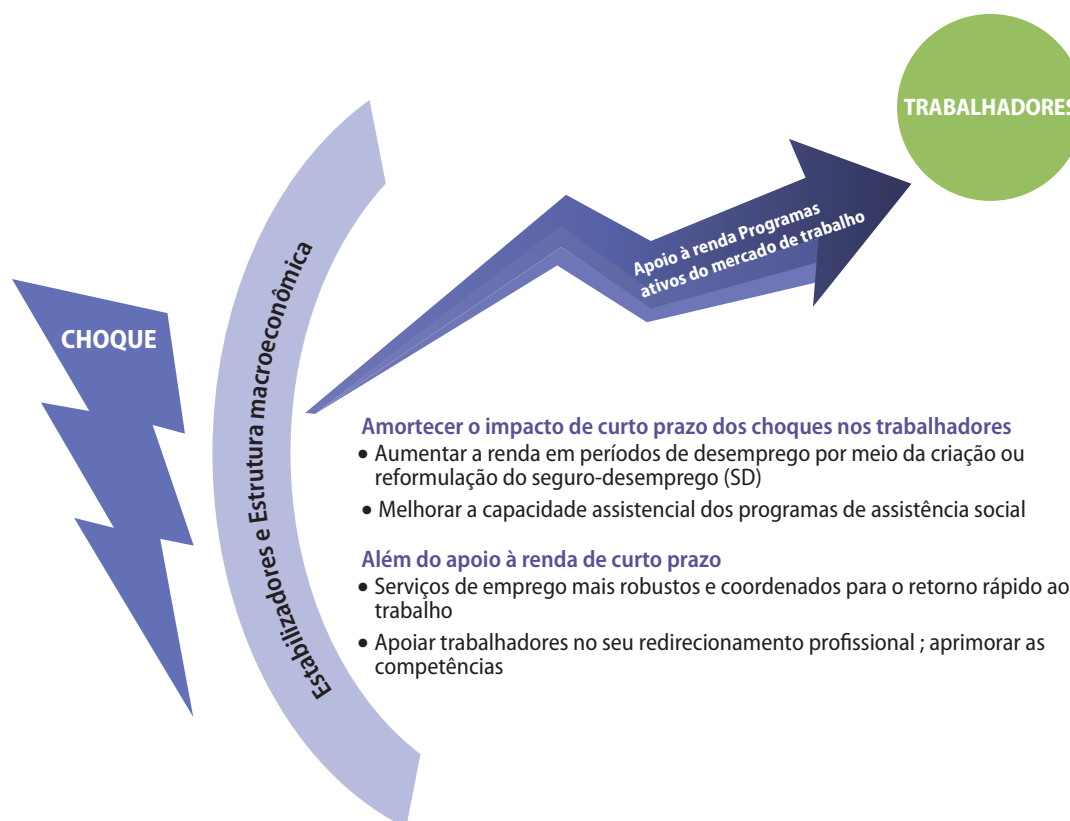 TRABALHADORES
Apoio à renda Programas
ativos do mercado de trabalho
CHOQUE
Estabilizadores e Estrutura macroeconômica
Amortecer o impacto de curto prazo dos choques nos trabalhadores
• Aumentar a renda em períodos de desemprego por meio da criação ou
reformulação do seguro-desemprego (SD)
• Melhorar a capacidade assistencial dos programas de assistência social
Além do apoio à renda de curto prazo
• Serviços de emprego mais robustos e coordenados para o retorno rápido ao
trabalho
• Apoiar trabalhadores no seu redirecionamento profissional ; aprimorar as
competências